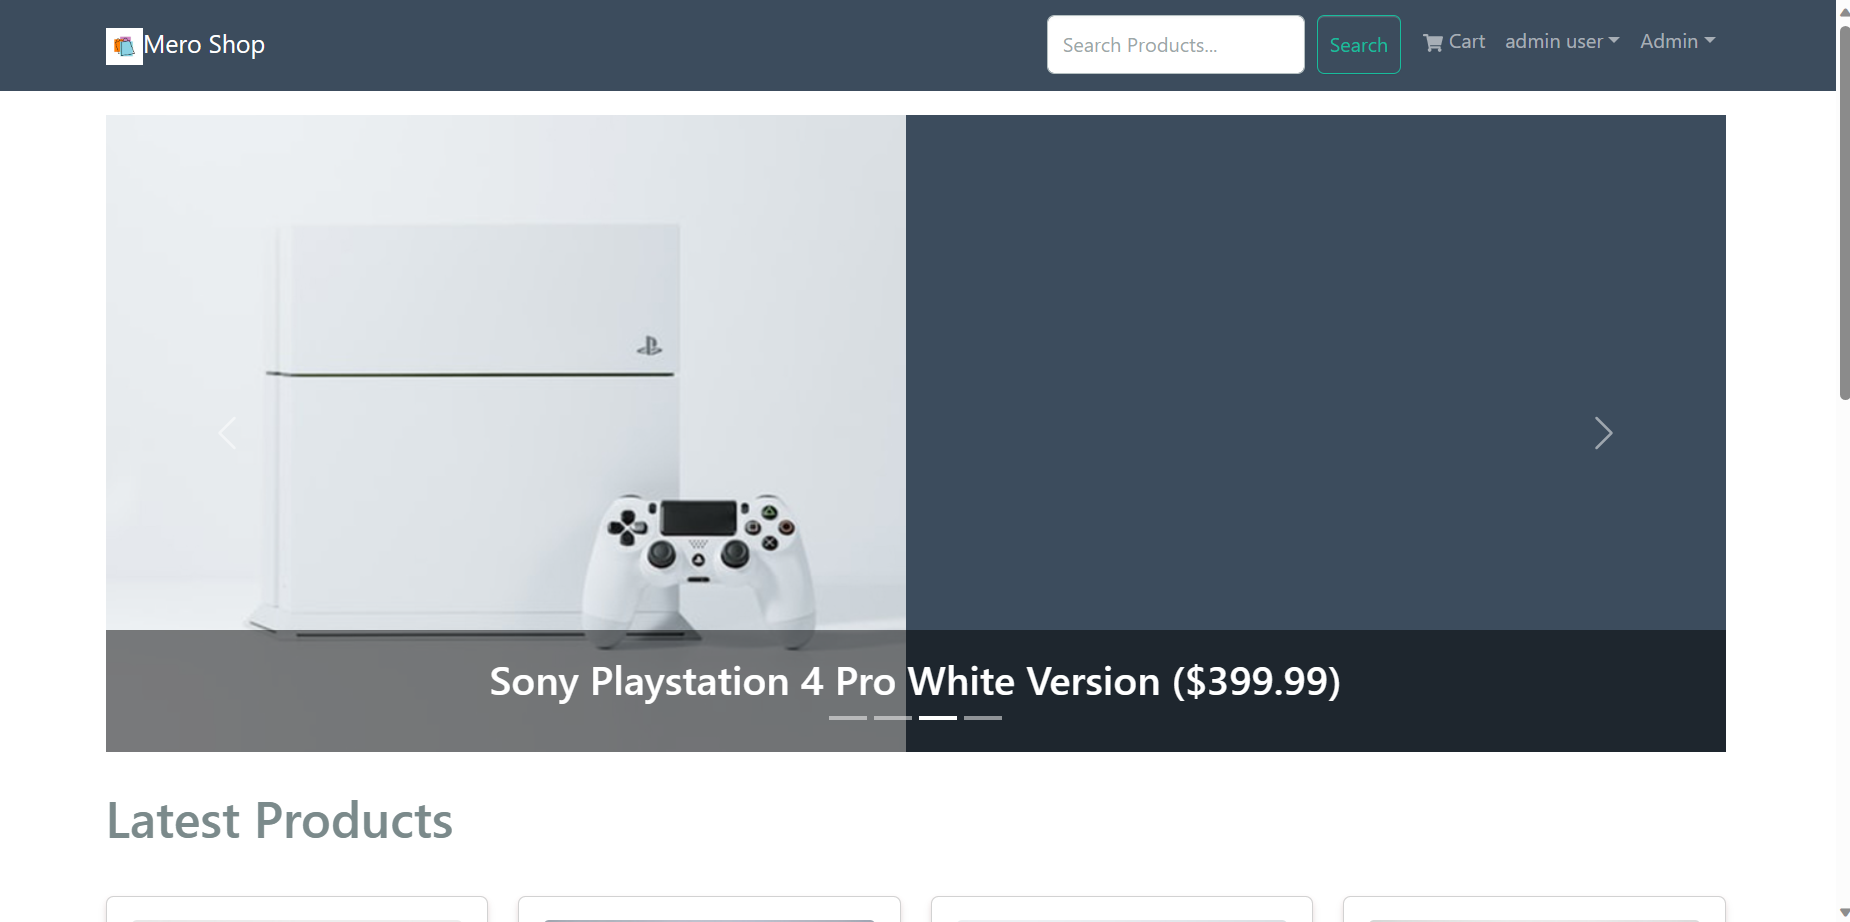 Mero Shop
Search Products...
Search
Cart
admin user
Admin
Sony Playstation 4 Pro White Version ($399.99)
Latest Products